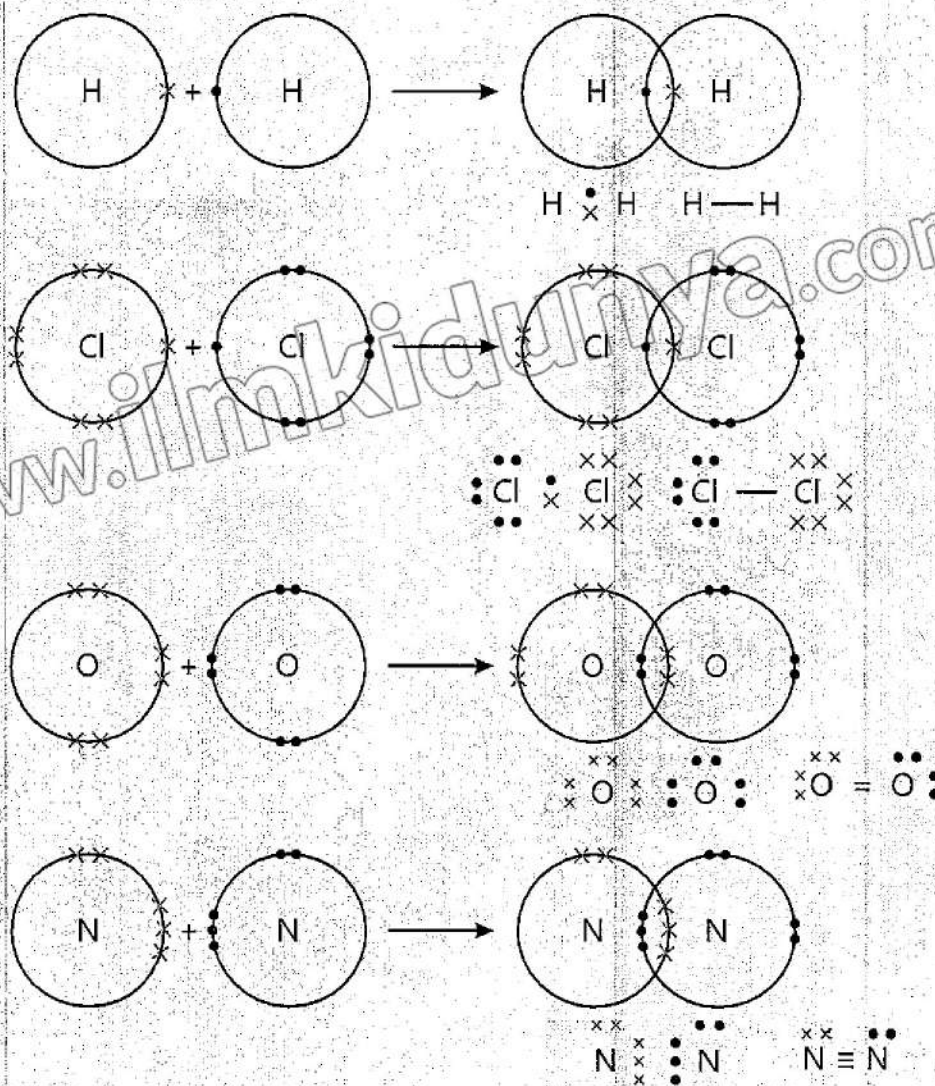 H + H H H
H H H — H
www.ilmkidunya.com
Cl + Cl Cl Cl
Cl Cl Cl — Cl
O + O O O
O O O = O
N + N N N
N N N ≡ N